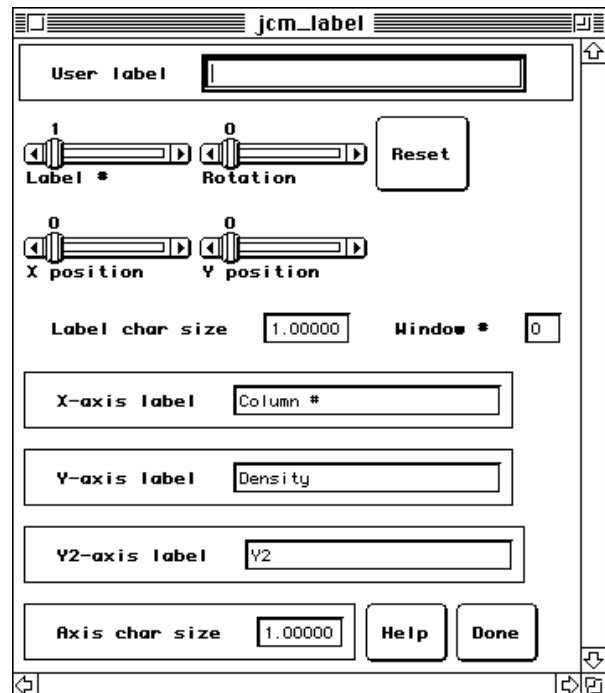 jcm_label
User label
1 0
Label # Rotation Reset
0 0
X position Y position
Label char size 1.00000 Window # 0
X-axis label Column #
Y-axis label Density
Y2-axis label Y2
Axis char size 1.00000 Help Done